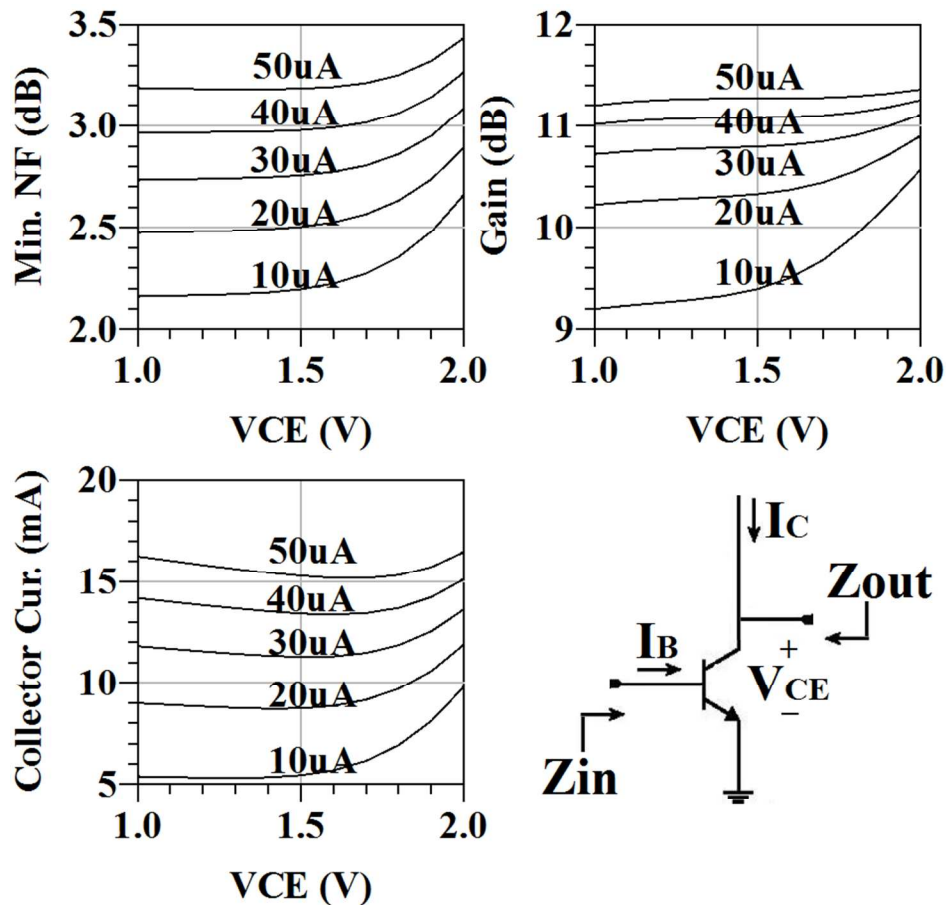 Min. NF (dB)
3.5
3.0
2.5
2.0
50uA
40uA
30uA
20uA
10uA
1.0 1.5 2.0
VCE (V)
Gain (dB)
12
11
10
9
50uA
40uA
30uA
20uA
10uA
1.0 1.5 2.0
VCE (V)
Collector Cur. (mA)
20
15
10
5
50uA
40uA
30uA
20uA
10uA
1.0 1.5 2.0
VCE (V)
IC
Zout
IB
+
VCE
−
Zin